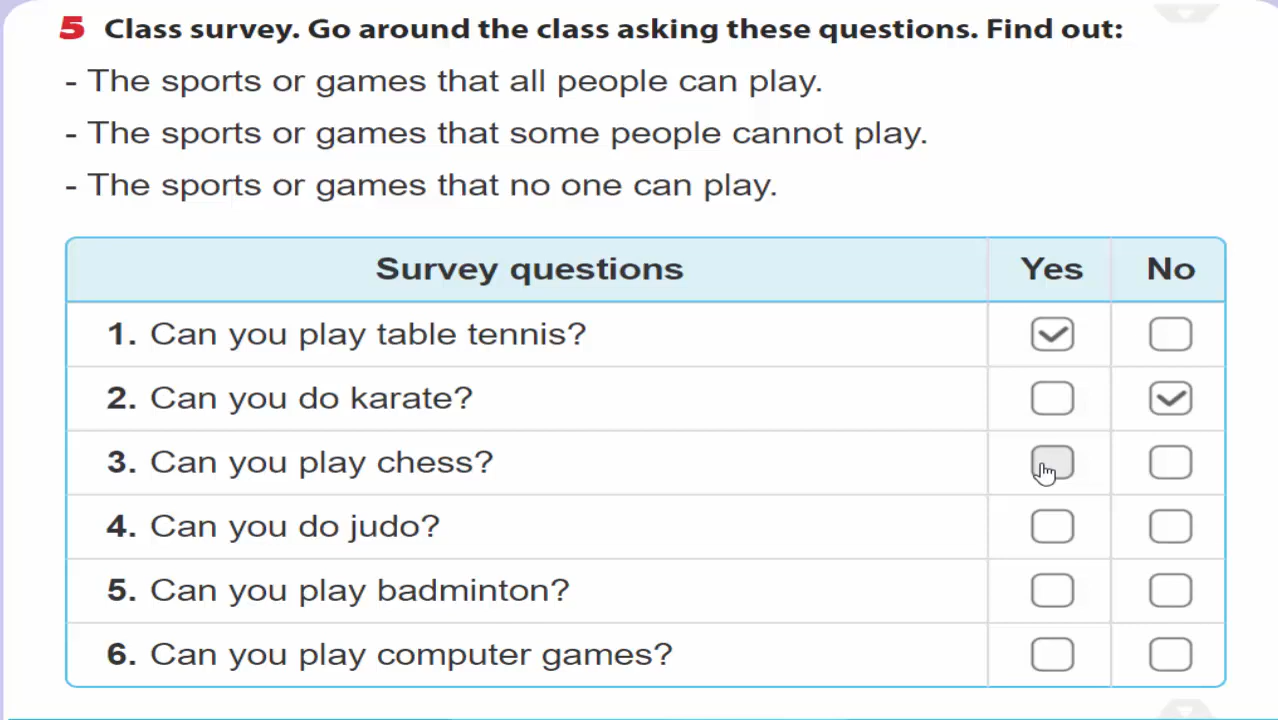 5 Class survey. Go around the class asking these questions. Find out:
- The sports or games that all people can play.
- The sports or games that some people cannot play.
- The sports or games that no one can play.
Survey questions Yes No
1. Can you play table tennis?
2. Can you do karate?
3. Can you play chess?
4. Can you do judo?
5. Can you play badminton?
6. Can you play computer games?